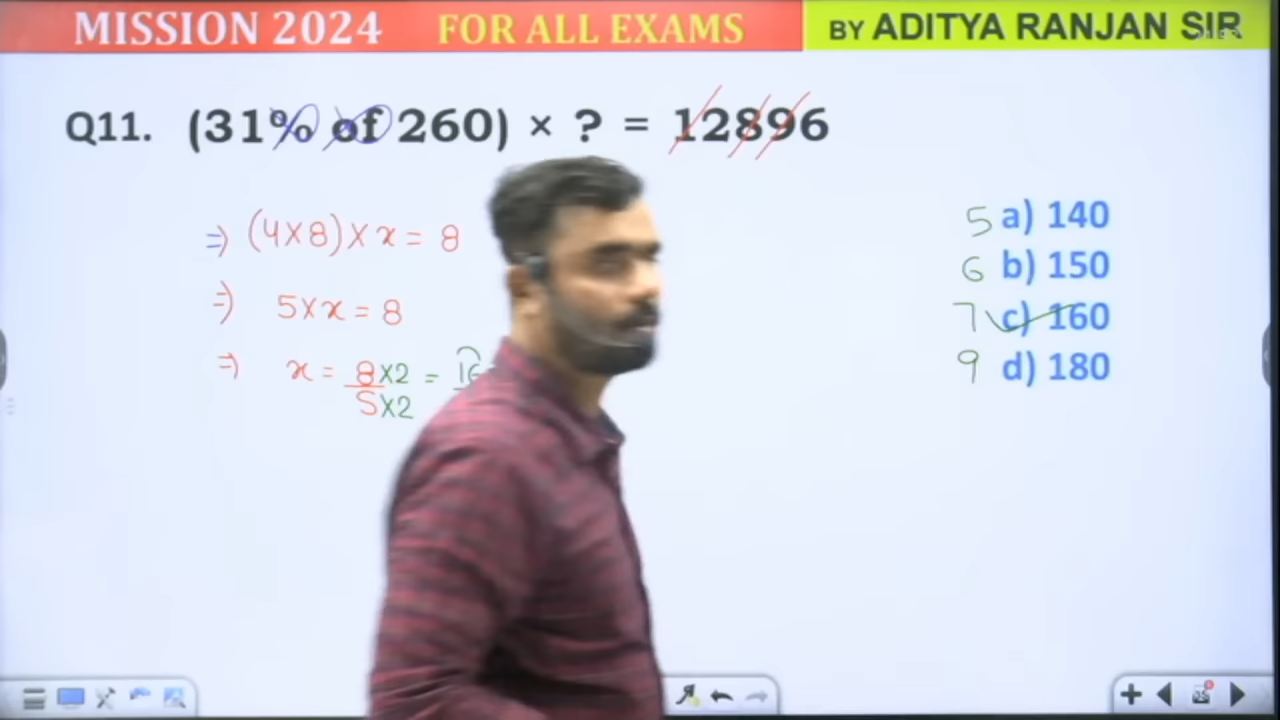 MISSION 2024 FOR ALL EXAMS BY ADITYA RANJAN SIR
Q11. (31% of 260) × ? = 12896
⇒ (4×8)×x = 8
⇒ 5×x = 8
⇒ x = 8×2 = 16
5×2
5 a) 140
6 b) 150
7 c) 160
9 d) 180